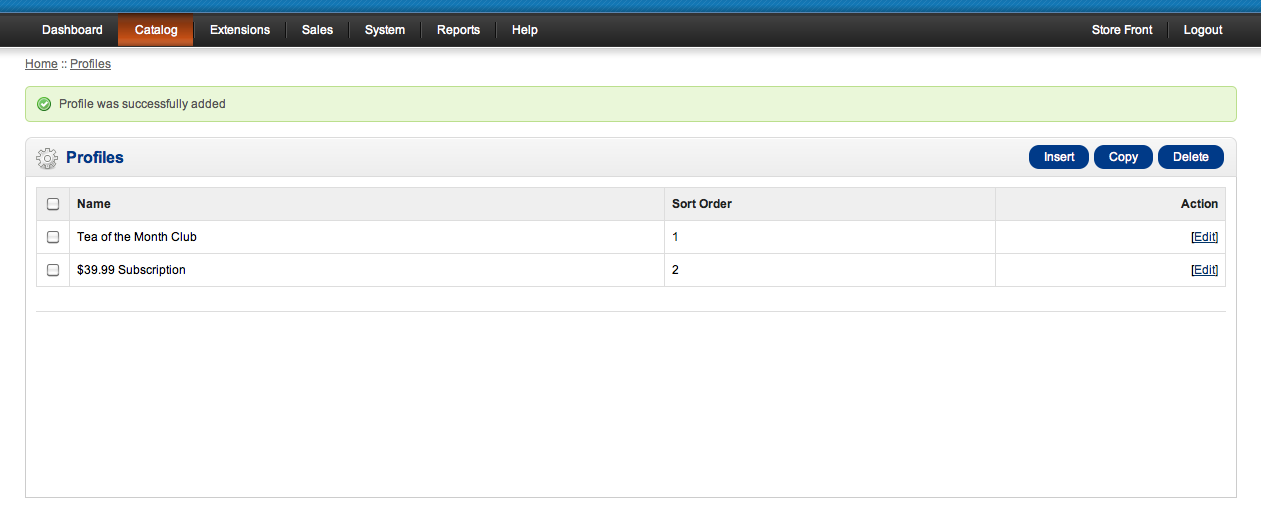 Dashboard Catalog Extensions Sales System Reports Help Store Front Logout
Home :: Profiles
Profile was successfully added
Profiles Insert Copy Delete
Name Sort Order Action
Tea of the Month Club 1 [Edit]
$39.99 Subscription 2 [Edit]